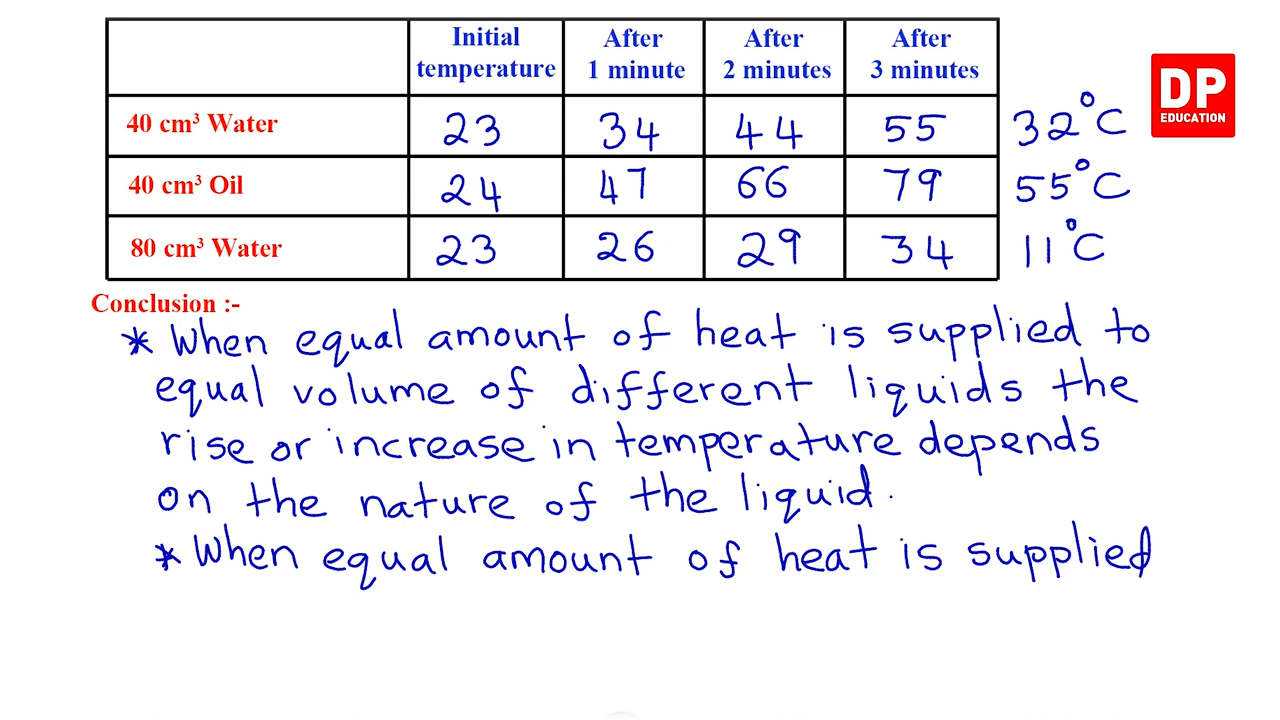 Initial temperature After 1 minute After 2 minutes After 3 minutes
DP EDUCATION
40 cm³ Water 23 34 44 55 32°C
40 cm³ Oil 24 47 66 79 55°C
80 cm³ Water 23 26 29 34 11°C
Conclusion :-
* When equal amount of heat is supplied to
equal volume of different liquids the
rise or increase in temperature depends
on the nature of the liquid.
* When equal amount of heat is supplied